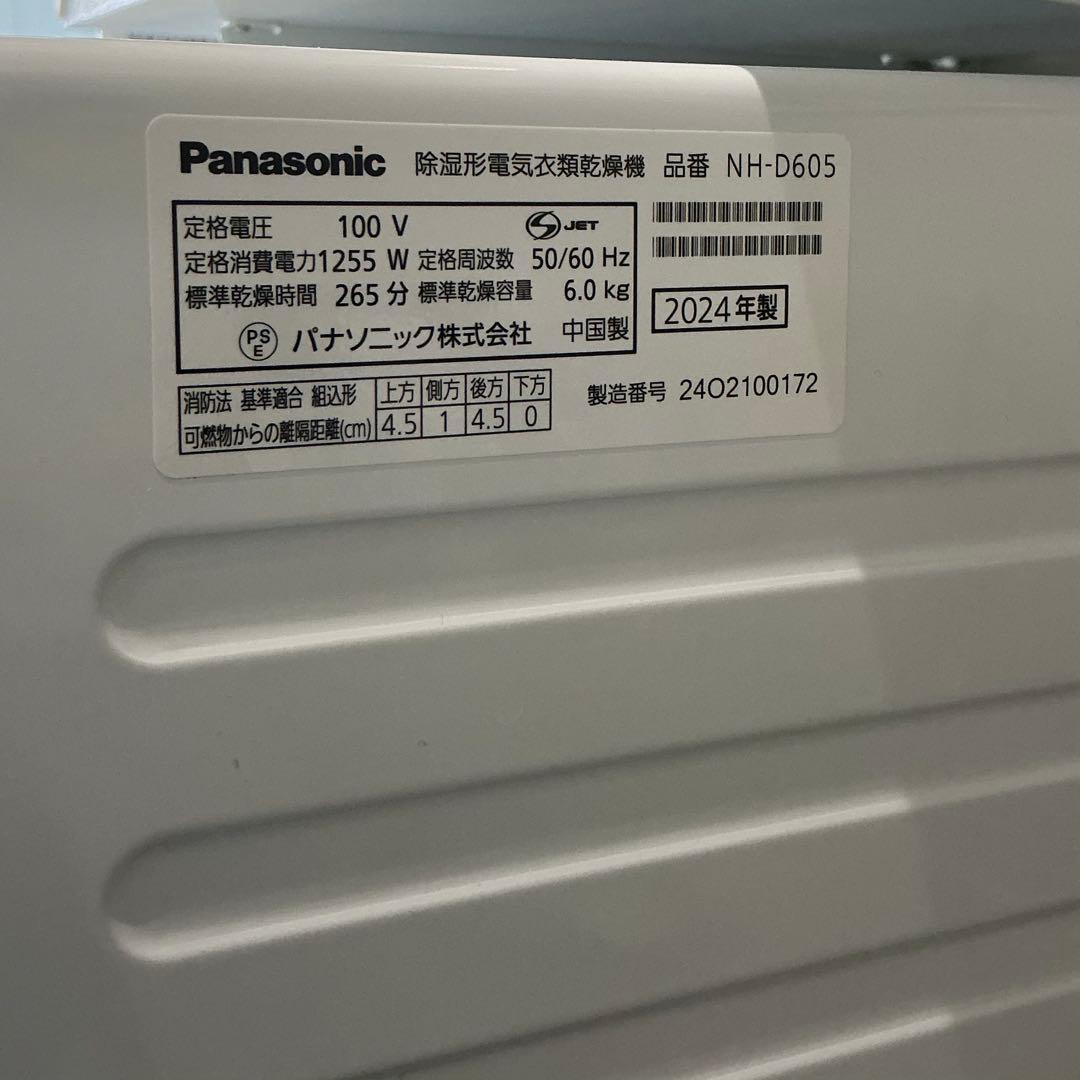 Panasonic 除湿形電気衣類乾燥機 品番 NH-D605
定格電圧 100 V JET
定格消費電力 1255 W 定格周波数 50/60 Hz
標準乾燥時間 265 分 標準乾燥容量 6.0 kg
PS
E
パナソニック株式会社 中国製
2024年製
消防法 基準適合 組込形 上方 側方 後方 下方
可燃物からの離隔距離(cm) 4.5 1 4.5 0
製造番号 24O2100172